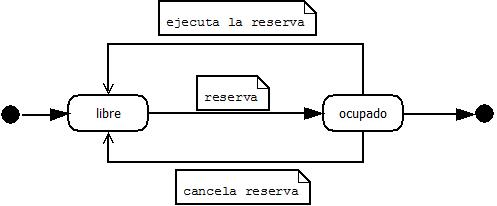 ejecuta la reserva
reserva
libre
ocupado
cancela reserva